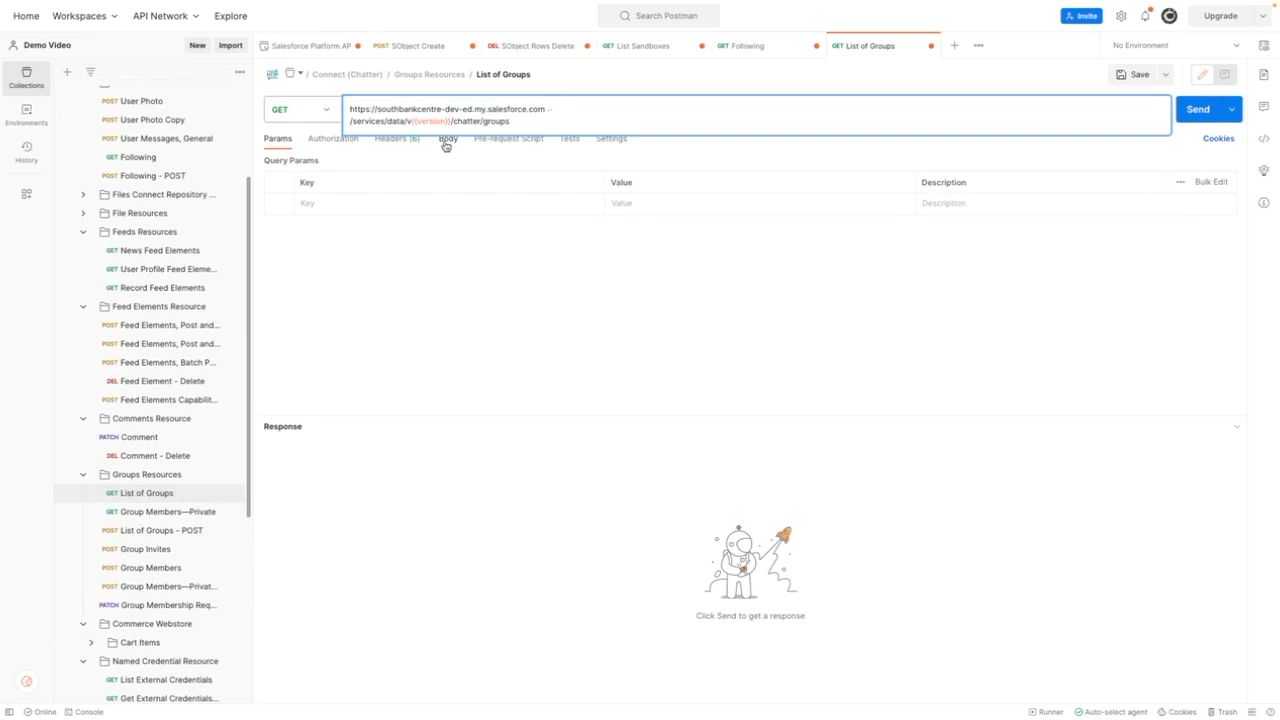 Home Workspaces API Network Explore Search Postman Invite Upgrade
Demo Video New Import Salesforce Platform AP POST SObject Create DEL SObject Rows Delete GET List Sandboxes GET Following GET List of Groups No Environment
Collections
Environments
History
User Photo
POST User Photo Copy
POST User Messages, General
GET Following
POST Following - POST
Files Connect Repository ...
File Resources
Feeds Resources
GET News Feed Elements
GET User Profile Feed Eleme...
GET Record Feed Elements
Feed Elements Resource
POST Feed Elements, Post and...
POST Feed Elements, Post and...
POST Feed Elements, Batch P...
DEL Feed Element - Delete
POST Feed Elements Capabilit...
Comments Resource
PATCH Comment
DEL Comment - Delete
Groups Resources
GET List of Groups
GET Group Members—Private
POST List of Groups - POST
POST Group Invites
POST Group Members
POST Group Members—Privat...
PATCH Group Membership Req...
Commerce Webstore
Cart Items
Named Credential Resource
GET List External Credentials
GET Get External Credentials...
/ Connect (Chatter) / Groups Resources / List of Groups Save
GET https://southbankcentre-dev-ed.my.salesforce.com
/services/data/v{{version}}/chatter/groups
Send
Params Authorization Headers (6) Body Pre-request Script Tests Settings Cookies
Query Params
Key Value Description Bulk Edit
Key Value Description
Response
Click Send to get a response
Online Console Runner Auto-select agent Cookies Trash